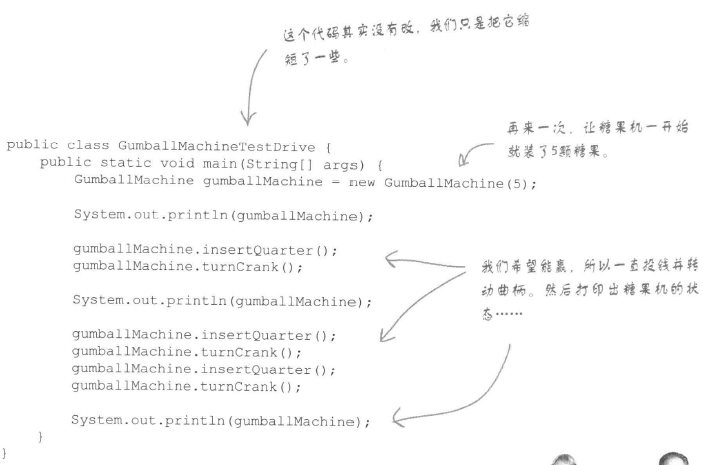 这个代码其实没有改，我们只是把它缩
短了一些。
public class GumballMachineTestDrive {
再来一次，让糖果机一开始
就装了5颗糖果。
public static void main(String[] args) {
GumballMachine gumballMachine = new GumballMachine(5);
System.out.println(gumballMachine);
gumballMachine.insertQuarter();
gumballMachine.turnCrank();
我们希望能赢，所以一直投钱并转
动曲柄。然后打印出糖果机的状
态……
System.out.println(gumballMachine);
gumballMachine.insertQuarter();
gumballMachine.turnCrank();
gumballMachine.insertQuarter();
gumballMachine.turnCrank();
System.out.println(gumballMachine);
}
}